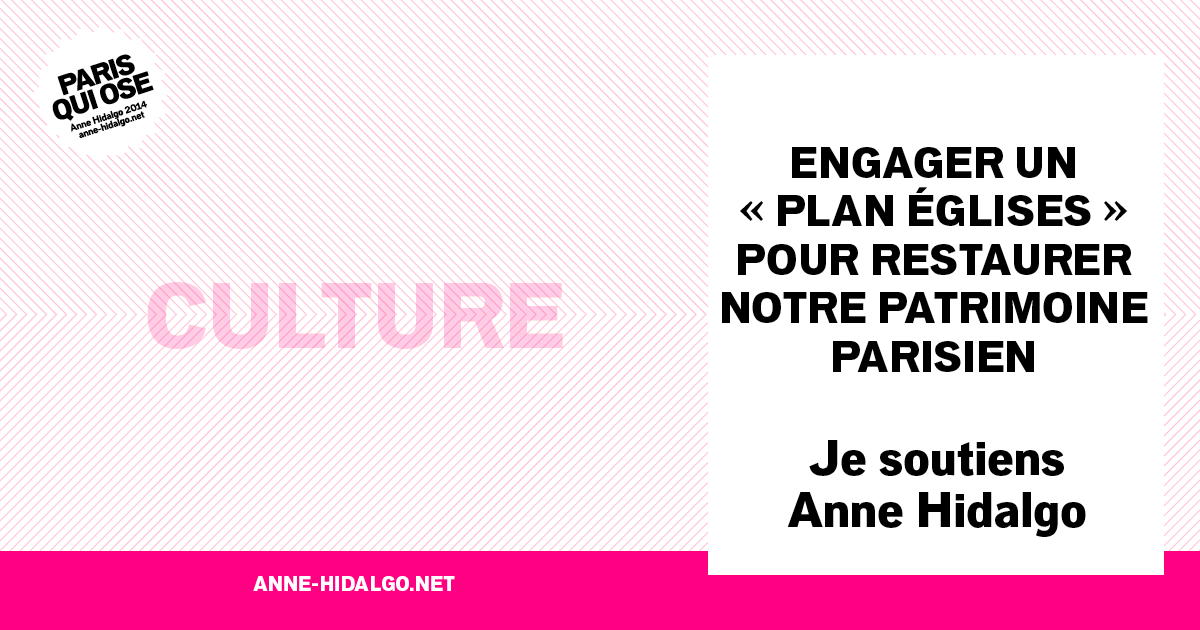 PARIS
QUI OSE
Anne Hidalgo 2014
anne-hidalgo.net
CULTURE
ENGAGER UN
« PLAN ÉGLISES »
POUR RESTAURER
NOTRE PATRIMOINE
PARISIEN
Je soutiens
Anne Hidalgo
ANNE-HIDALGO.NET